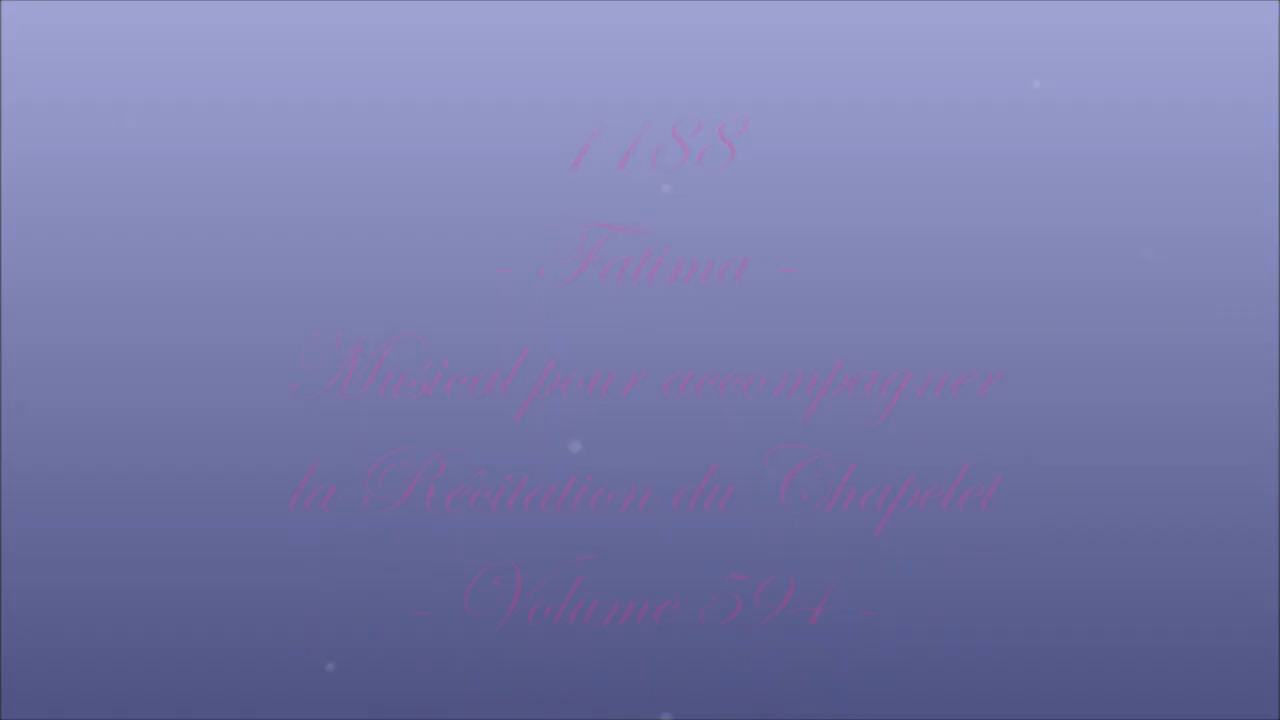 1188
- Fatima -
Musical pour accompagner
la Récitation du Chapelet
- Volume 594 -